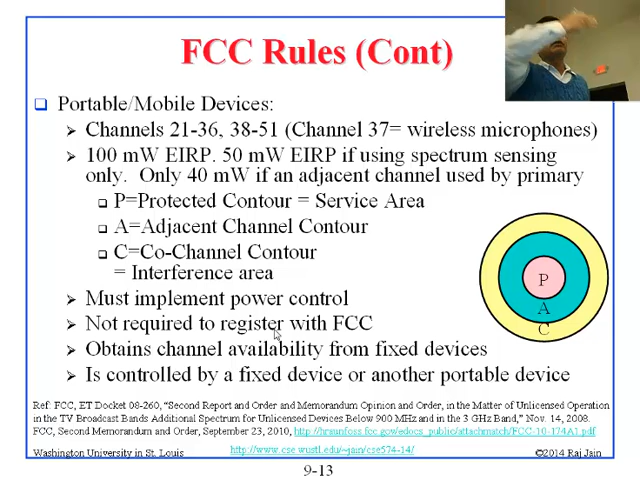 FCC Rules (Cont)
Portable/Mobile Devices:
Channels 21-36, 38-51 (Channel 37= wireless microphones)
100 mW EIRP. 50 mW EIRP if using spectrum sensing
only. Only 40 mW if an adjacent channel used by primary
P=Protected Contour = Service Area
A=Adjacent Channel Contour
C=Co-Channel Contour
= Interference area
P
A
C
Must implement power control
Not required to register with FCC
Obtains channel availability from fixed devices
Is controlled by a fixed device or another portable device
Ref: FCC, ET Docket 08-260, “Second Report and Order and Memorandum Opinion and Order, in the Matter of Unlicensed Operation
in the TV Broadcast Bands Additional Spectrum for Unlicensed Devices Below 900 MHz and in the 3 GHz Band,” Nov. 14, 2008.
FCC, Second Memorandum and Order, September 23, 2010, http://hraunfoss.fcc.gov/edocs_public/attachmatch/FCC-10-174A1.pdf
Washington University in St. Louis
http://www.cse.wustl.edu/~jain/cse574-14/
©2014 Raj Jain
9-13